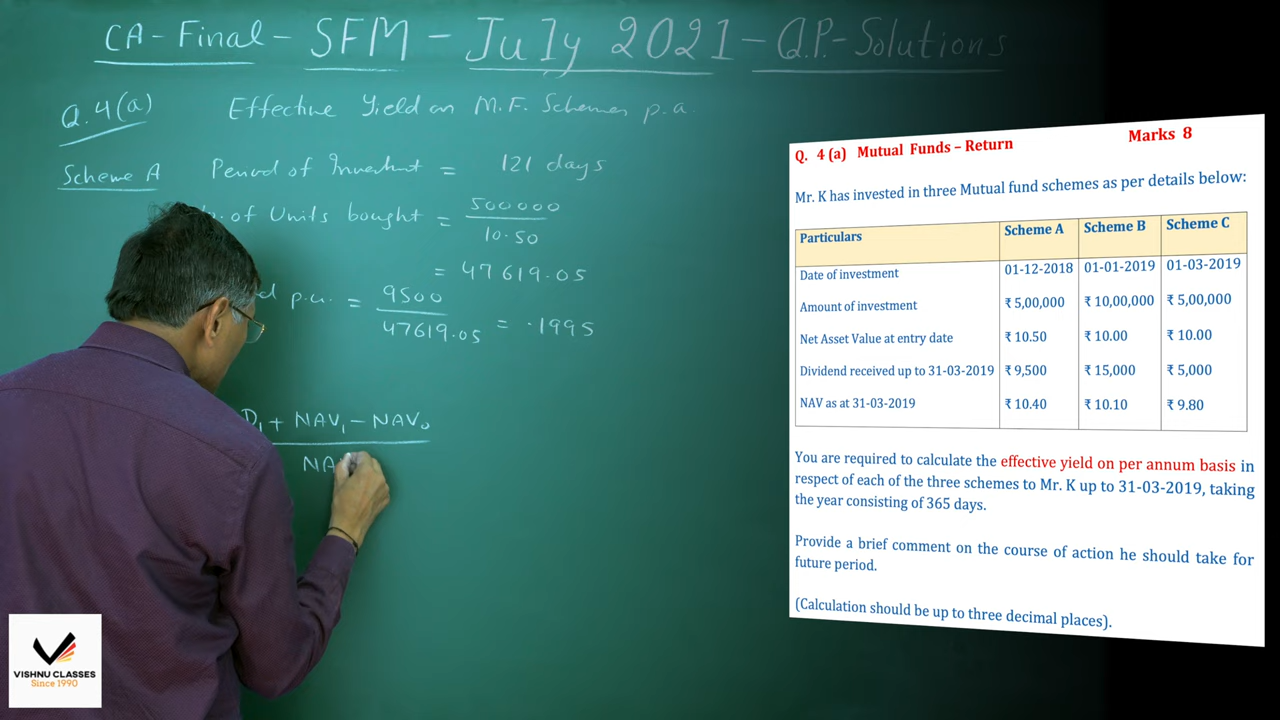 CA-Final - SFM - July 2021 - Q.P. - Solutions
Q. 4(a) Effective Yield on M.F. Schemes p.a.
Scheme A Period of Investment = 121 days
of Units bought = 500000 / 10.50
= 47619.05
p.u. = 9500 / 47619.05 = .1995
D₁ + NAV₁ - NAV₀
NA
Q. 4 (a) Mutual Funds – Return Marks 8
Mr. K has invested in three Mutual fund schemes as per details below:
Particulars Scheme A Scheme B Scheme C
Date of investment 01-12-2018 01-01-2019 01-03-2019
Amount of investment ₹ 5,00,000 ₹ 10,00,000 ₹ 5,00,000
Net Asset Value at entry date ₹ 10.50 ₹ 10.00 ₹ 10.00
Dividend received up to 31-03-2019 ₹ 9,500 ₹ 15,000 ₹ 5,000
NAV as at 31-03-2019 ₹ 10.40 ₹ 10.10 ₹ 9.80
You are required to calculate the effective yield on per annum basis in
respect of each of the three schemes to Mr. K up to 31-03-2019, taking
the year consisting of 365 days.
Provide a brief comment on the course of action he should take for
future period.
(Calculation should be up to three decimal places).
VISHNU CLASSES
Since 1990